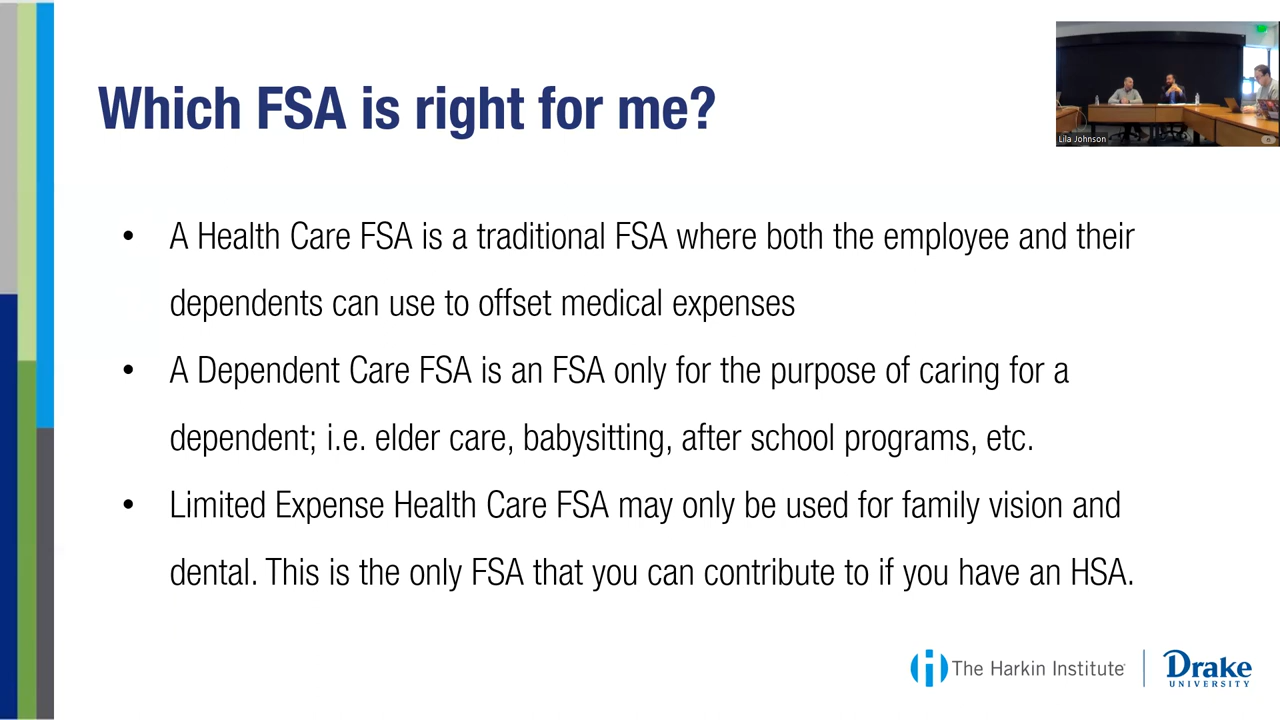 Which FSA is right for me?
Lila Johnson
• A Health Care FSA is a traditional FSA where both the employee and their
dependents can use to offset medical expenses
• A Dependent Care FSA is an FSA only for the purpose of caring for a
dependent; i.e. elder care, babysitting, after school programs, etc.
• Limited Expense Health Care FSA may only be used for family vision and
dental. This is the only FSA that you can contribute to if you have an HSA.
The Harkin Institute
Drake
UNIVERSITY